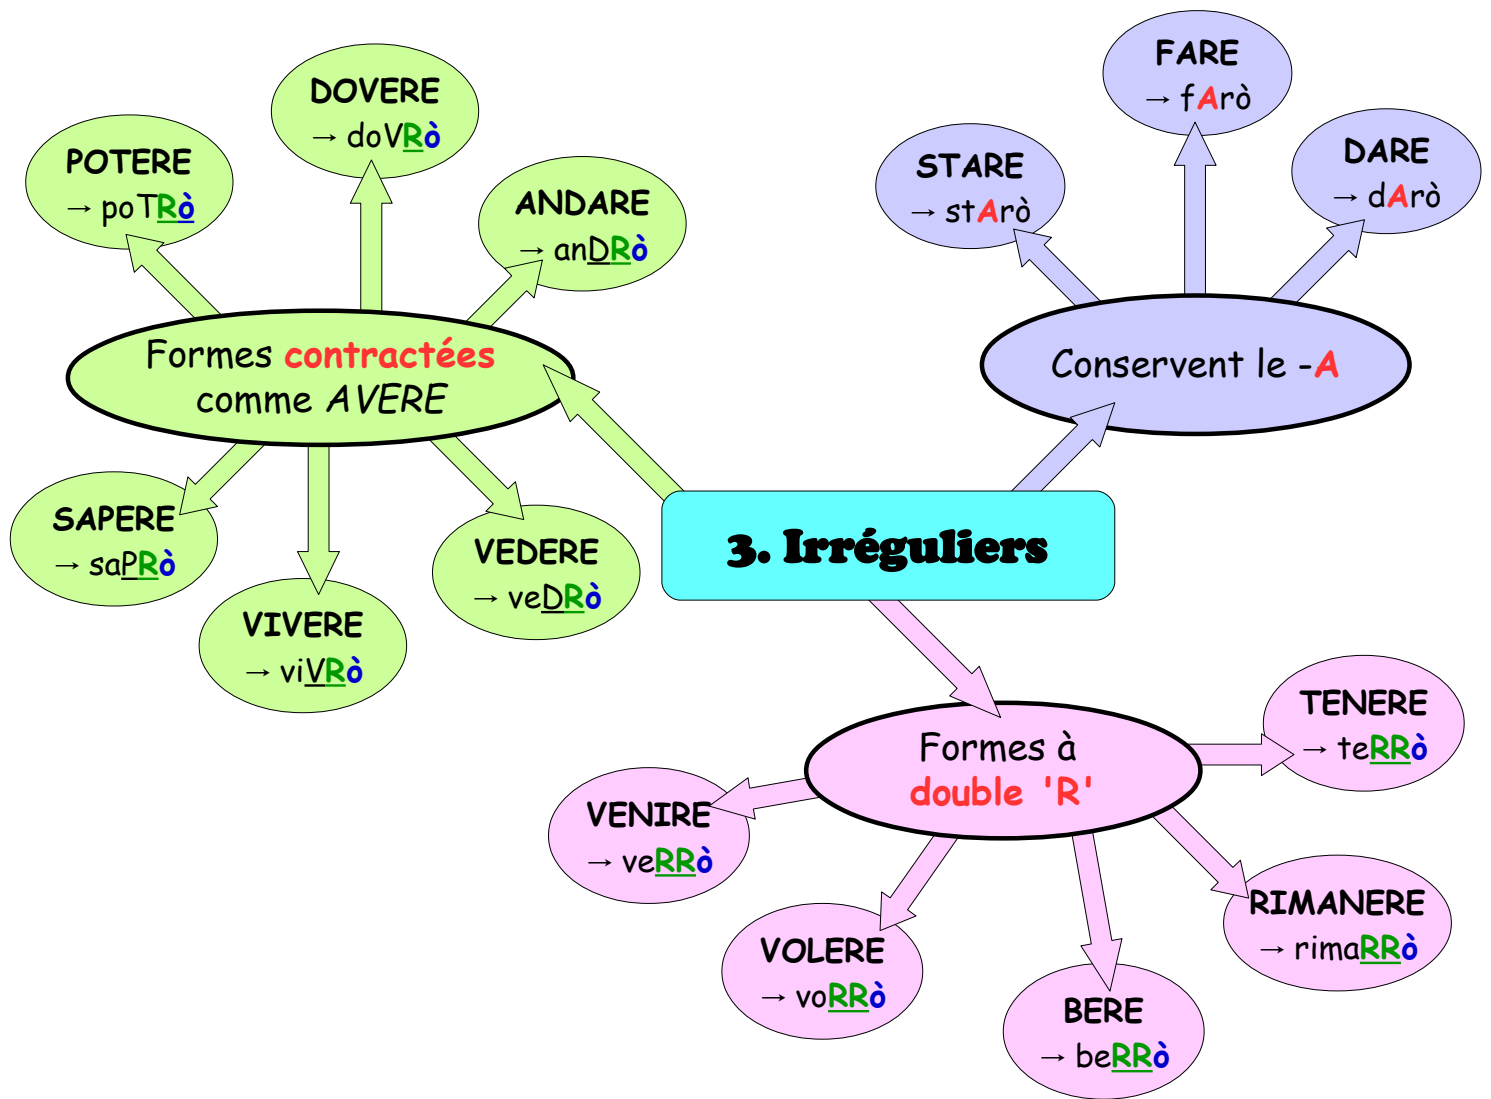 3. Irréguliers
Formes contractées
comme AVERE
POTERE
→ poTRò
DOVERE
→ doVRò
ANDARE
→ anDRò
SAPERE
→ saPRò
VIVERE
→ viVRò
VEDERE
→ veDRò
Conservent le -A
STARE
→ stArò
FARE
→ fArò
DARE
→ dArò
Formes à
double 'R'
VENIRE
→ veRRò
VOLERE
→ voRRò
BERE
→ beRRò
RIMANERE
→ rimaRRò
TENERE
→ teRRò